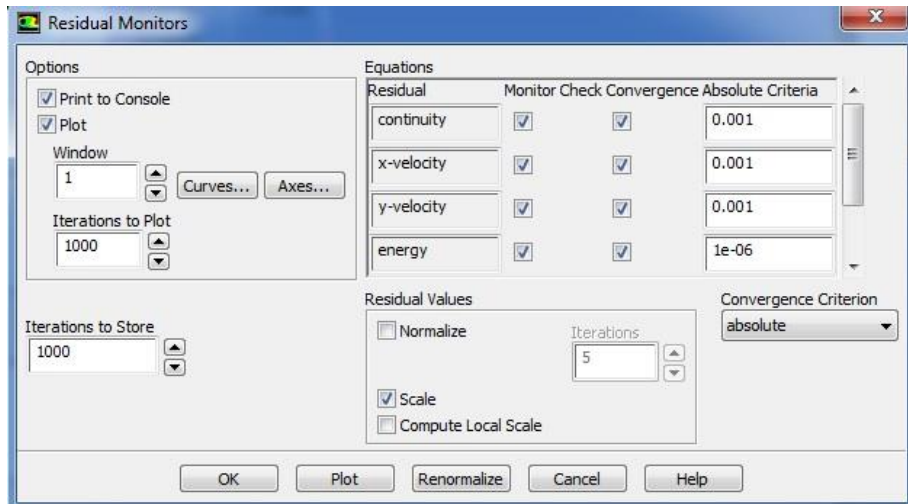 Residual Monitors
Options
Print to Console
Plot
Window
1
Curves... Axes...
Iterations to Plot
1000
Iterations to Store
1000
Equations
Residual Monitor Check Convergence Absolute Criteria
continuity 0.001
x-velocity 0.001
y-velocity 0.001
energy 1e-06
Residual Values
Normalize
Iterations
5
Scale
Compute Local Scale
Convergence Criterion
absolute
OK Plot Renormalize Cancel Help